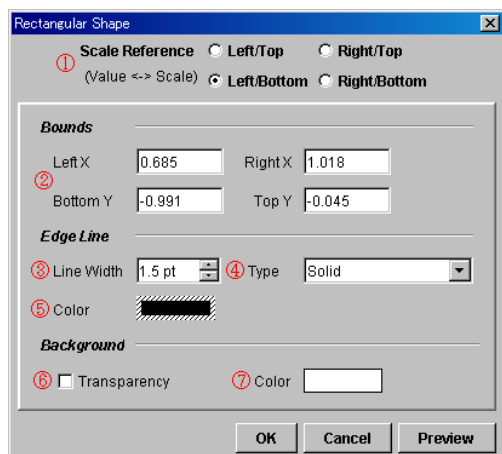 Rectangular Shape
① Scale Reference Left/Top Right/Top
(Value <-> Scale) Left/Bottom Right/Bottom
Bounds
Left X 0.685 Right X 1.018
②
Bottom Y -0.991 Top Y -0.045
Edge Line
③ Line Width 1.5 pt ④ Type Solid
⑤ Color
Background
⑥ Transparency ⑦ Color
OK Cancel Preview